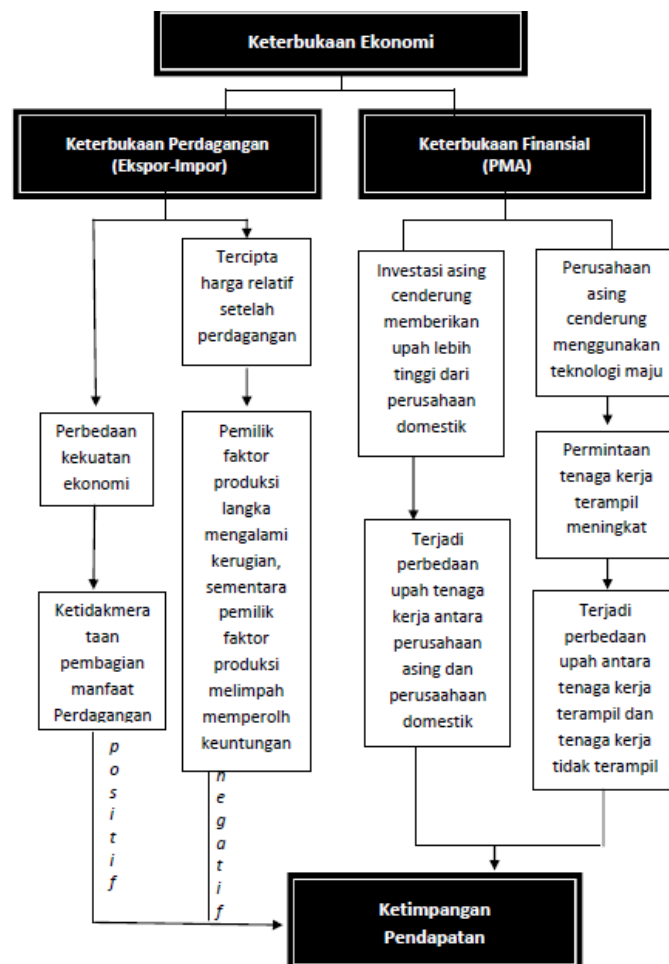 Keterbukaan Ekonomi
Keterbukaan Perdagangan
(Ekspor-Impor)
Keterbukaan Finansial
(PMA)
Tercipta
harga relatif
setelah
perdagangan
Investasi asing
cenderung
memberikan
upah lebih
tinggi dari
perusahaan
domestik
Perusahaan
asing
cenderung
menggunakan
teknologi maju
Perbedaan
kekuatan
ekonomi
Pemilik
faktor
produksi
langka
mengalami
kerugian,
sementara
pemilik
faktor
produksi
melimpah
memperolh
keuntungan
Permintaan
tenaga kerja
terampil
meningkat
Terjadi
perbedaan
upah tenaga
kerja antara
perusahaan
asing dan
perusaahaan
domestik
Ketidakmera
taan
pembagian
manfaat
Perdagangan
Terjadi
perbedaan
upah antara
tenaga kerja
terampil dan
tenaga kerja
tidak terampil
positif
negatif
Ketimpangan
Pendapatan